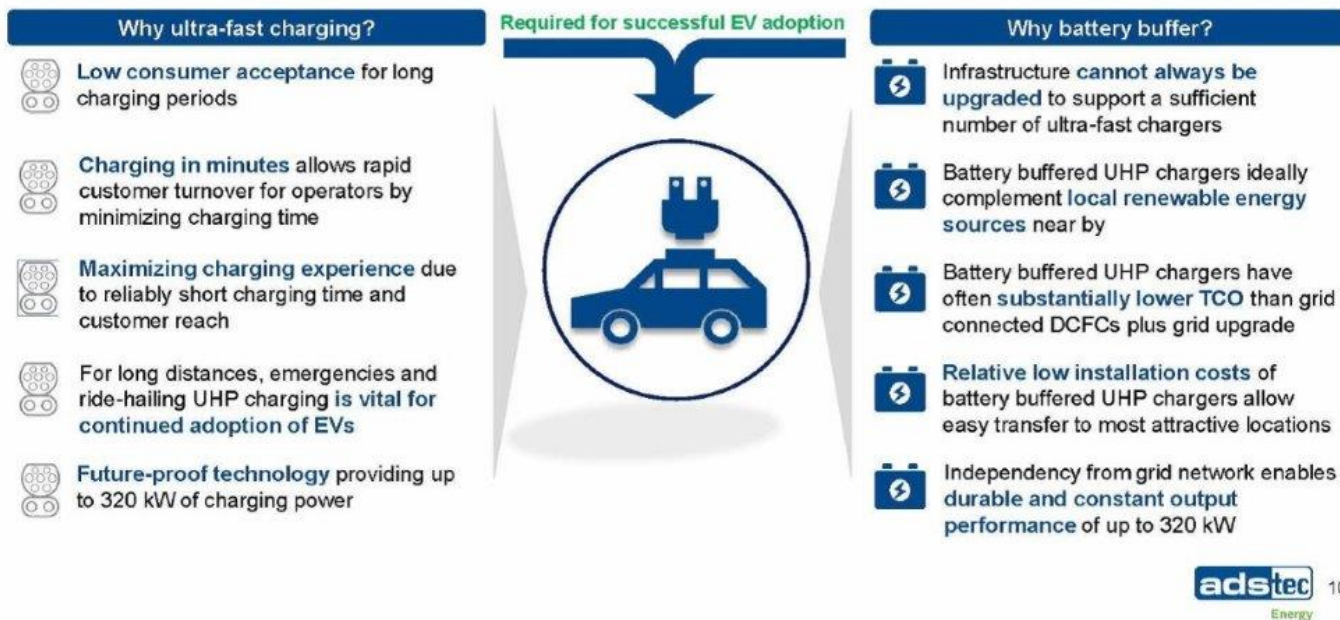 Why ultra-fast charging?
Low consumer acceptance for long
charging periods
Charging in minutes allows rapid
customer turnover for operators by
minimizing charging time
Maximizing charging experience due
to reliably short charging time and
customer reach
For long distances, emergencies and
ride-hailing UHP charging is vital for
continued adoption of EVs
Future-proof technology providing up
to 320 kW of charging power
Required for successful EV adoption
Why battery buffer?
Infrastructure cannot always be
upgraded to support a sufficient
number of ultra-fast chargers
Battery buffered UHP chargers ideally
complement local renewable energy
sources near by
Battery buffered UHP chargers have
often substantially lower TCO than grid
connected DCFCs plus grid upgrade
Relative low installation costs of
battery buffered UHP chargers allow
easy transfer to most attractive locations
Independency from grid network enables
durable and constant output
performance of up to 320 kW
adstec
Energy